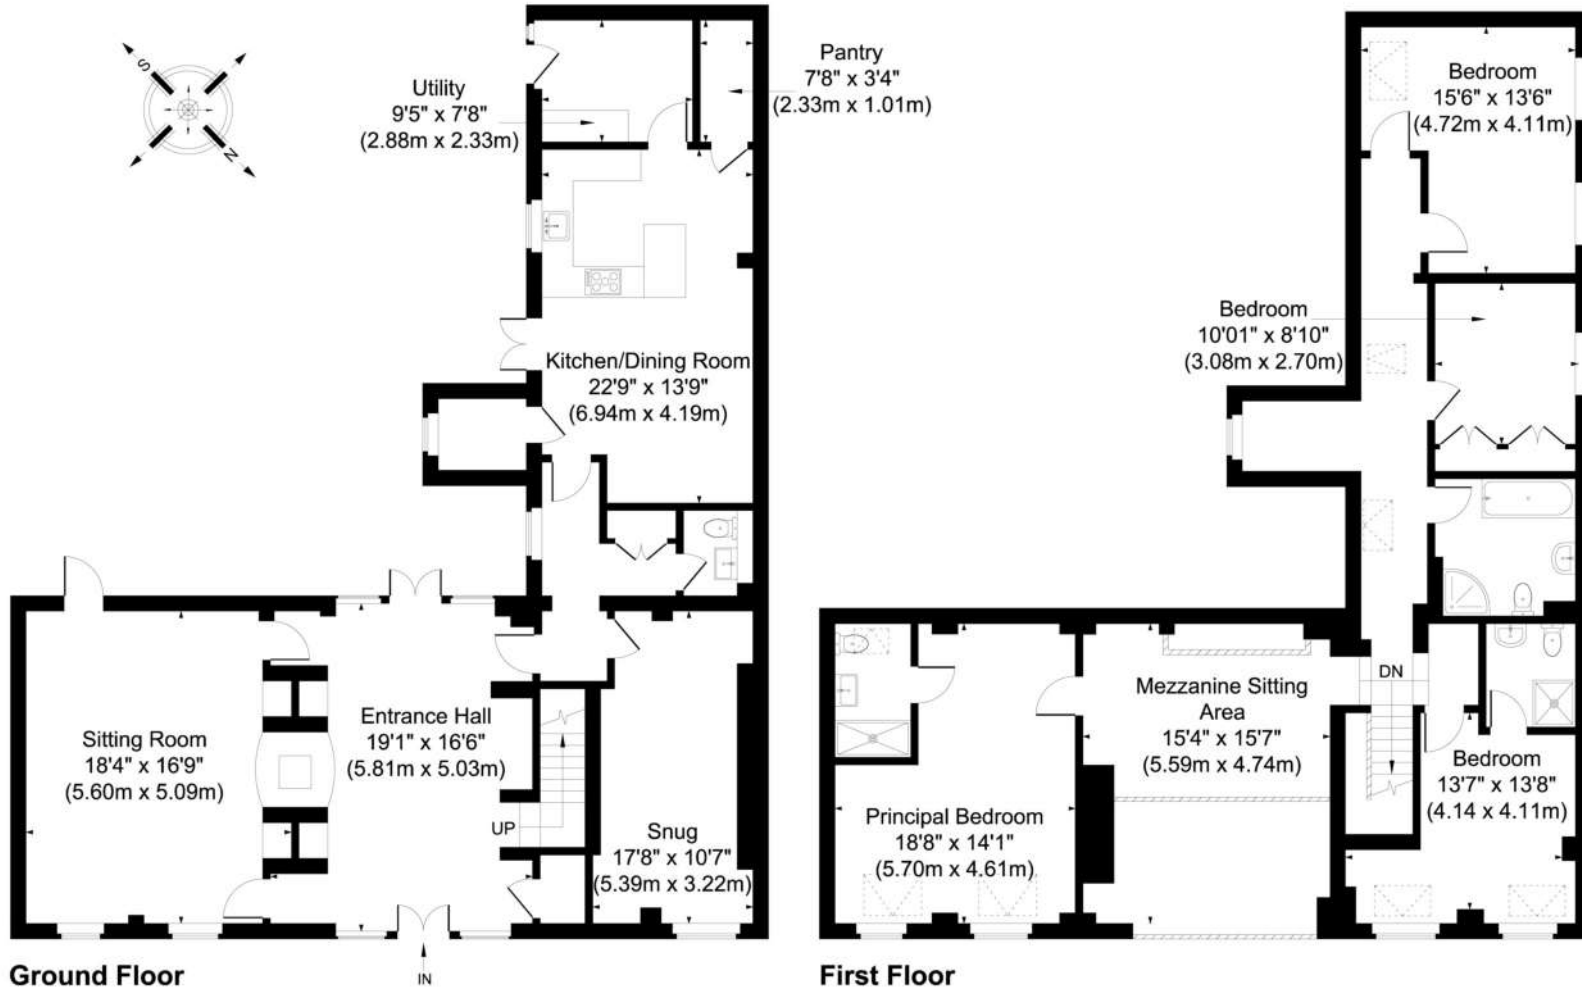 S
N
Utility
9'5" x 7'8"
(2.88m x 2.33m)
Pantry
7'8" x 3'4"
(2.33m x 1.01m)
Kitchen/Dining Room
22'9" x 13'9"
(6.94m x 4.19m)
Sitting Room
18'4" x 16'9"
(5.60m x 5.09m)
Entrance Hall
19'1" x 16'6"
(5.81m x 5.03m)
UP
Snug
17'8" x 10'7"
(5.39m x 3.22m)
IN
Ground Floor
Bedroom
15'6" x 13'6"
(4.72m x 4.11m)
Bedroom
10'01" x 8'10"
(3.08m x 2.70m)
Mezzanine Sitting
Area
15'4" x 15'7"
(5.59m x 4.74m)
DN
Bedroom
13'7" x 13'8"
(4.14 x 4.11m)
Principal Bedroom
18'8" x 14'1"
(5.70m x 4.61m)
First Floor